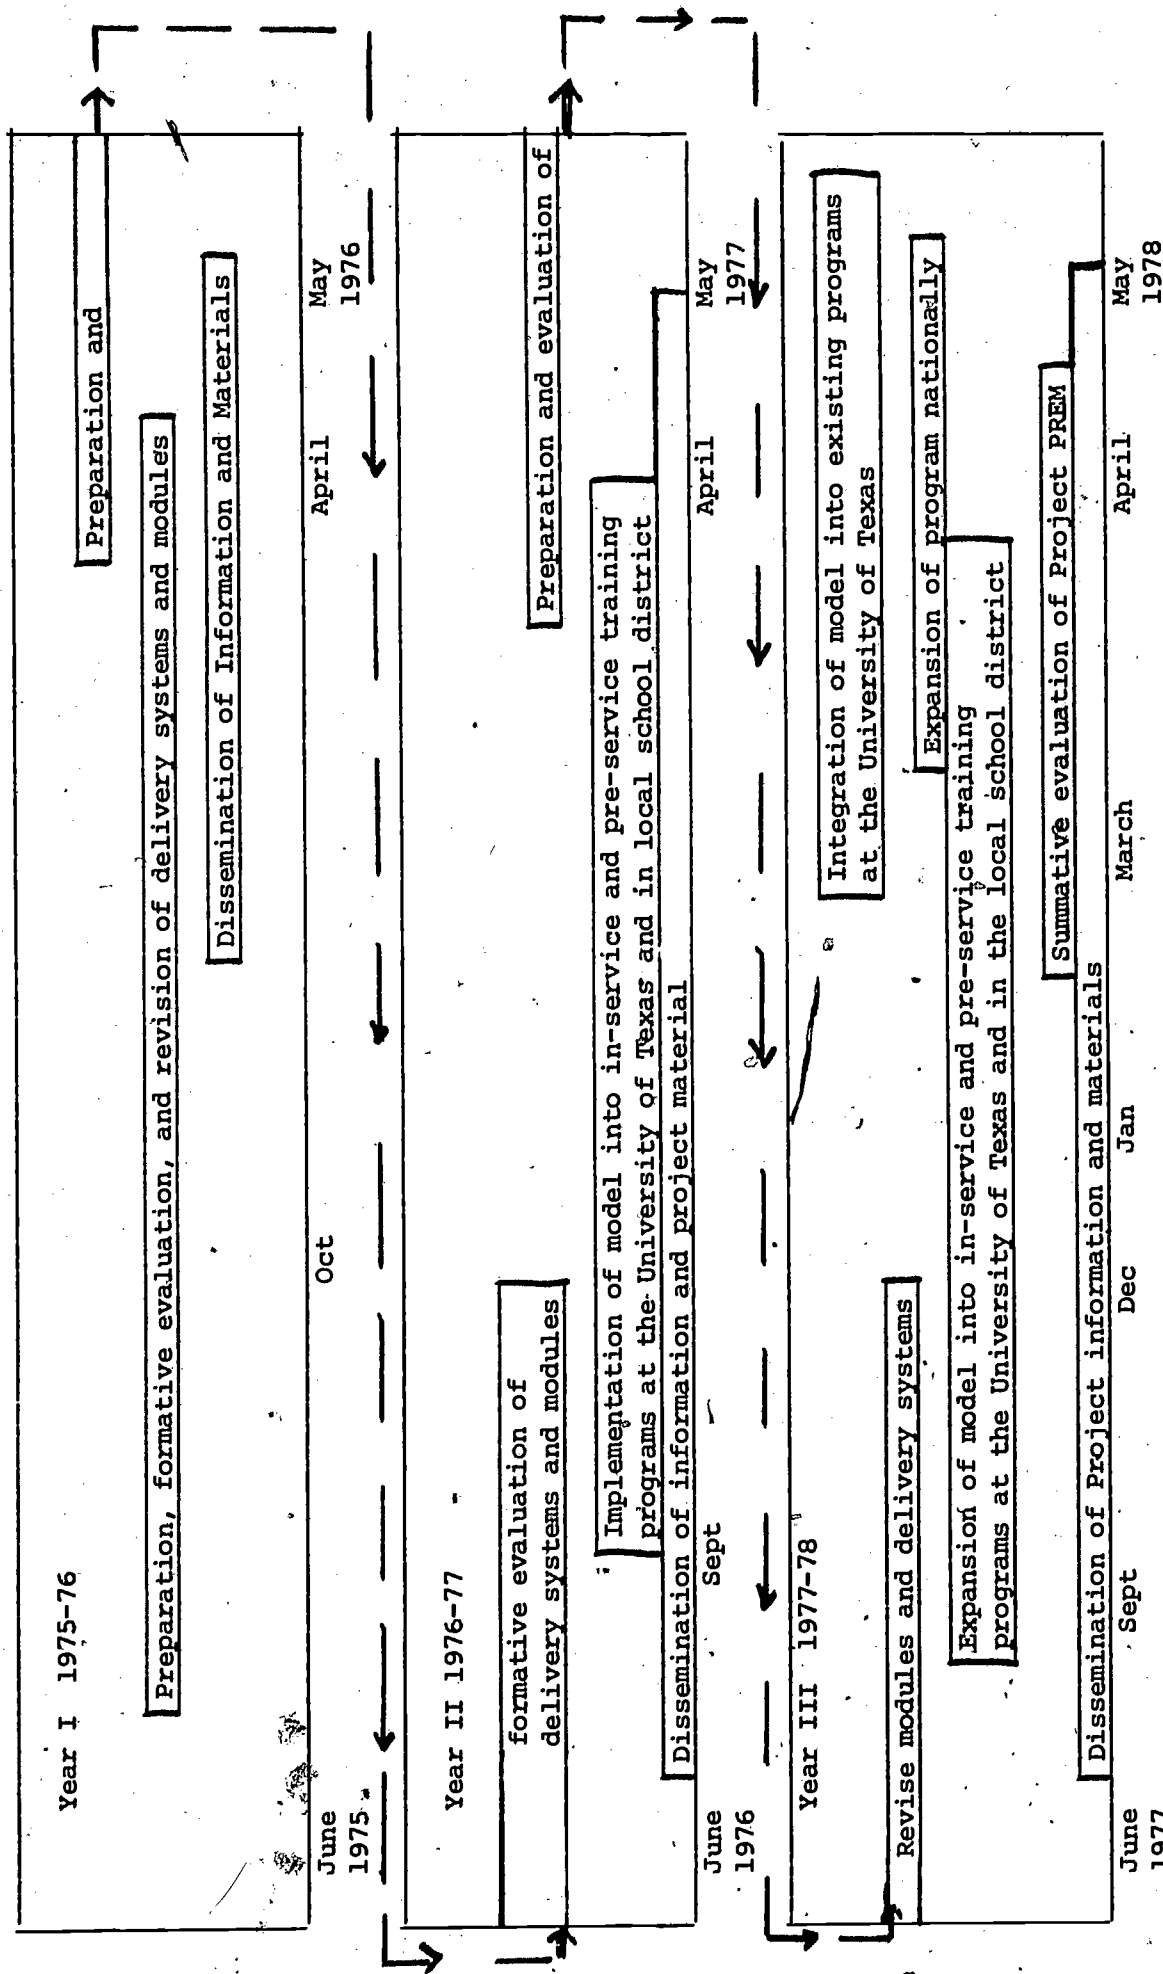 Year I 1975-76
Preparation and
Preparation, formative evaluation, and revision of delivery systems and modules
Dissemination of Information and Materials
June
1975
Oct
April
May
1976
Year II 1976-77
formative evaluation of
delivery systems and modules
Preparation and evaluation of
Implementation of model into in-service and pre-service training
programs at the University of Texas and in local school district
Dissemination of information and project material
June
1976
Sept
April
May
1977
Year III 1977-78
Integration of model into existing programs
at the University of Texas
Revise modules and delivery systems
Expansion of program nationally
Expansion of model into in-service and pre-service training
programs at the University of Texas and in the local school district
Summative evaluation of Project PREM
Dissemination of Project information and materials
June
1977
Sept
Dec
Jan
March
April
May
1978